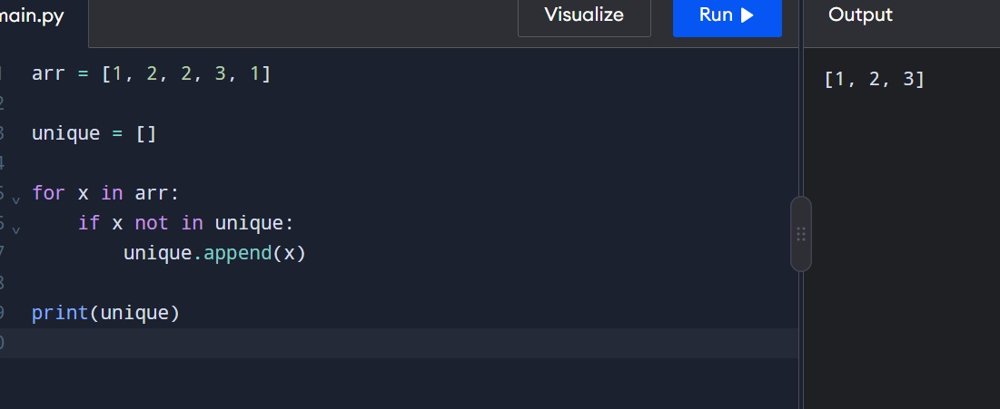 main.py
Visualize
Run
Output
arr = [1, 2, 2, 3, 1]
unique = []
for x in arr:
    if x not in unique:
        unique.append(x)
print(unique)
[1, 2, 3]